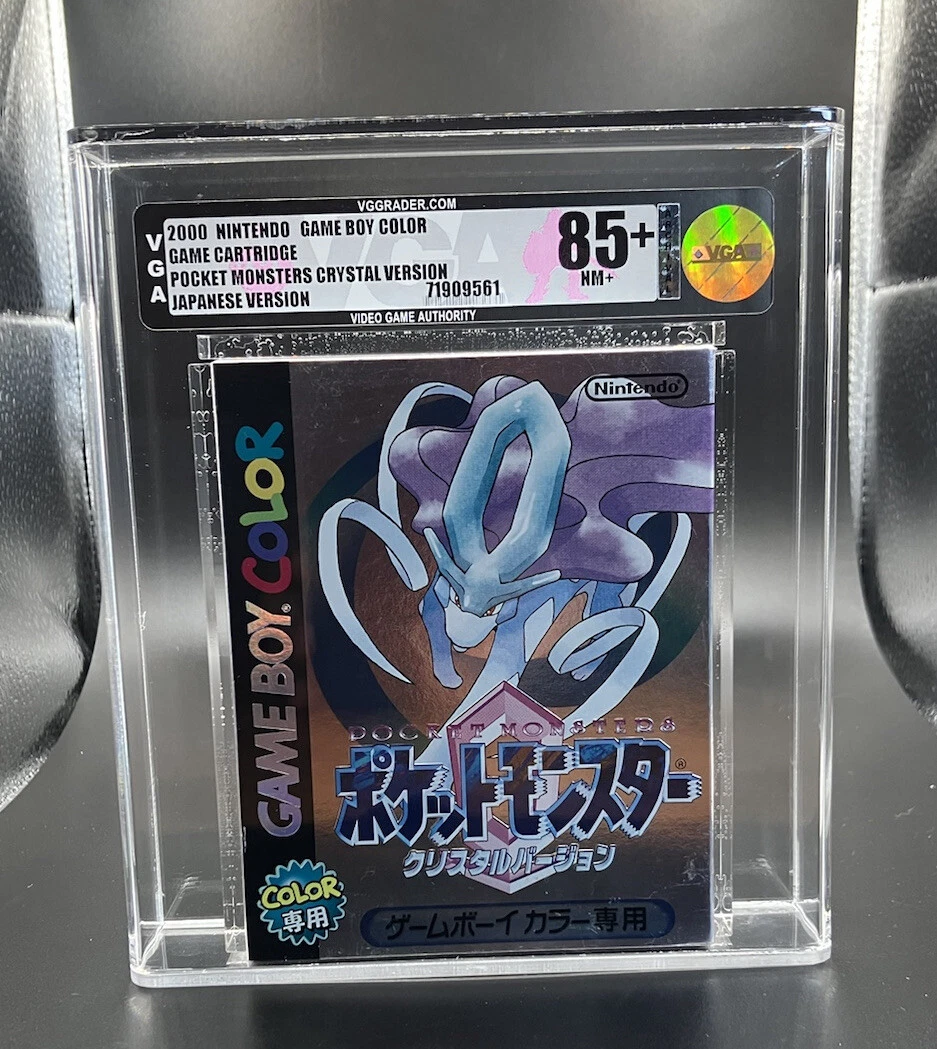 VGGRADER.COM
VGA
2000 NINTENDO GAME BOY COLOR
GAME CARTRIDGE
POCKET MONSTERS CRYSTAL VERSION
JAPANESE VERSION
71909561
85+
NM+
VGA
VIDEO GAME AUTHORITY
Nintendo®
GAME BOY® COLOR
POCKET MONSTERS
ポケットモンスター®
クリスタルバージョン
COLOR
専用
ゲームボーイ カラー専用